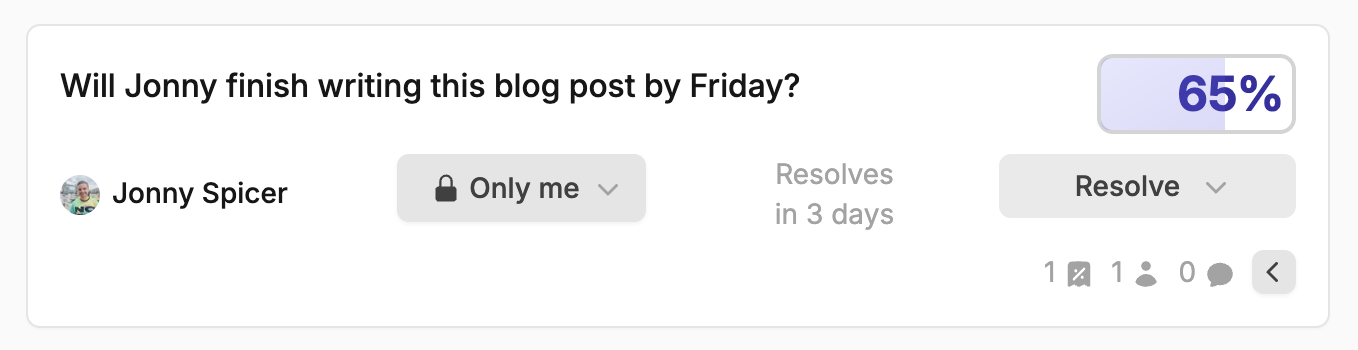 Will Jonny finish writing this blog post by Friday?
65%
Jonny Spicer
Only me
Resolves
in 3 days
Resolve
1 1 0